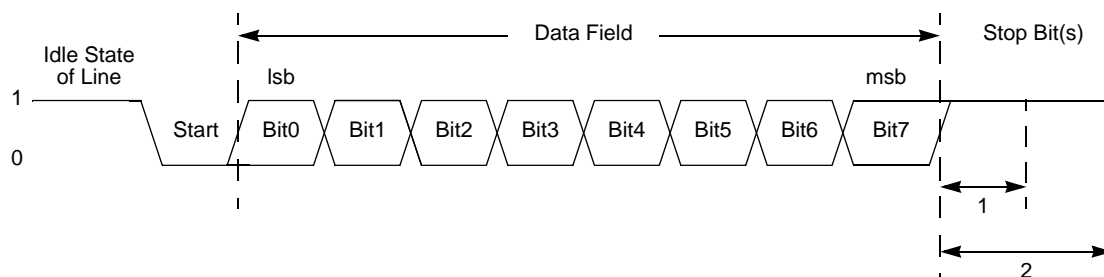 Data Field
Stop Bit(s)
Idle State
of Line
lsb
msb
1
Start
Bit0
Bit1
Bit2
Bit3
Bit4
Bit5
Bit6
Bit7
0
1
2